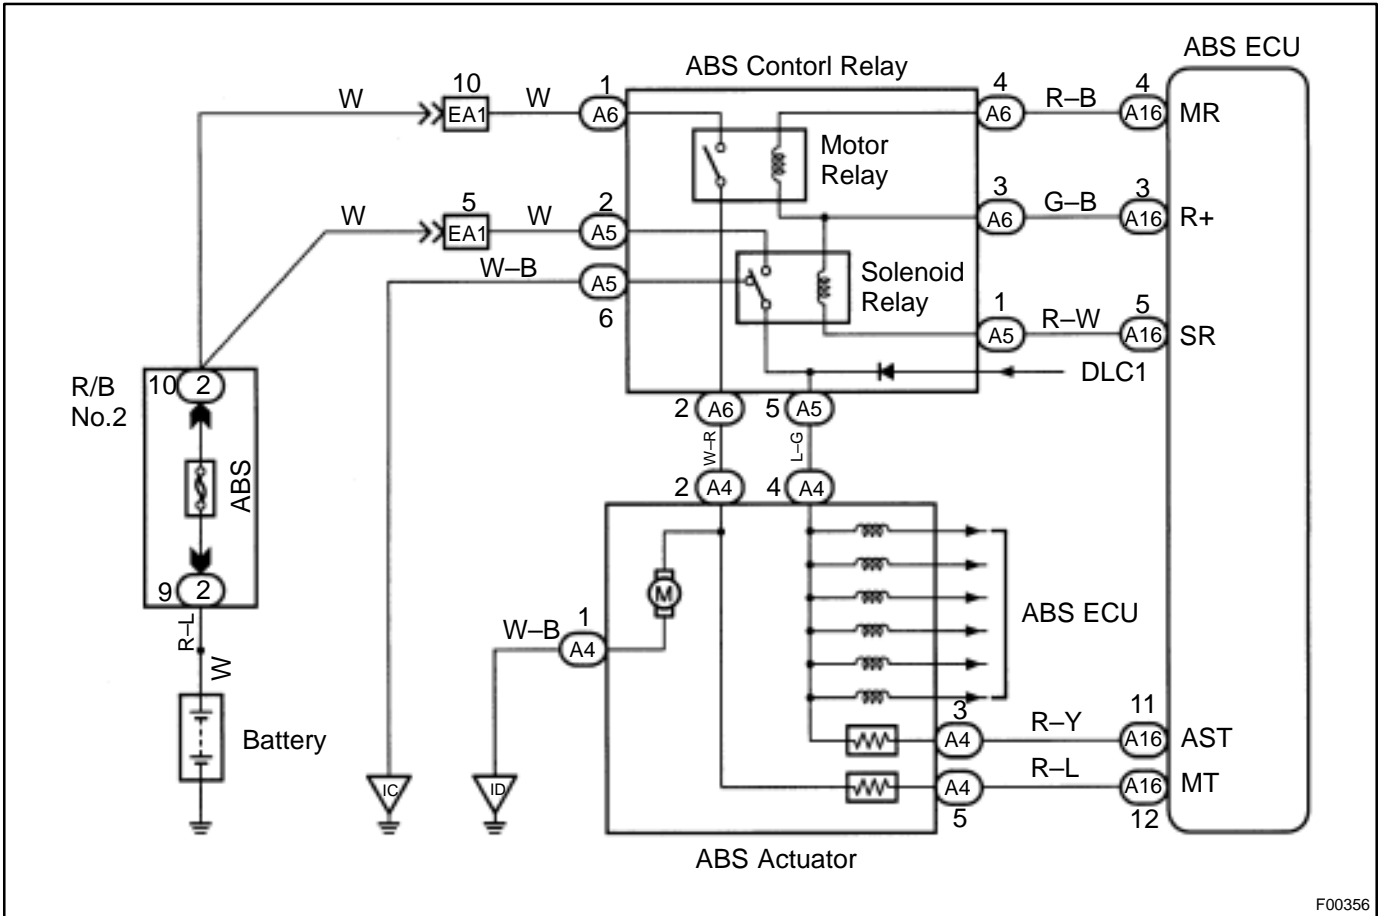 ABS ECU
ABS Contorl Relay
10
1
4
R–B
4
W
W
EA1
A6
A6
A16
MR
Motor
Relay
3
G–B
3
5
2
W
W
EA1
A5
A6
A16
R+
W–B
A5
6
Solenoid
Relay
1
R–W
5
A5
A16
SR
DLC1
R/B
No.2
10
2
2
A6
5
A5
W–R
L–G
ABS
2
A4
4
A4
9
2
R–L
W
M
ABS ECU
1
W–B
A4
3
R–Y
11
A4
A16
AST
Battery
R–L
A4
A16
MT
5
12
IC
ID
ABS Actuator
F00356